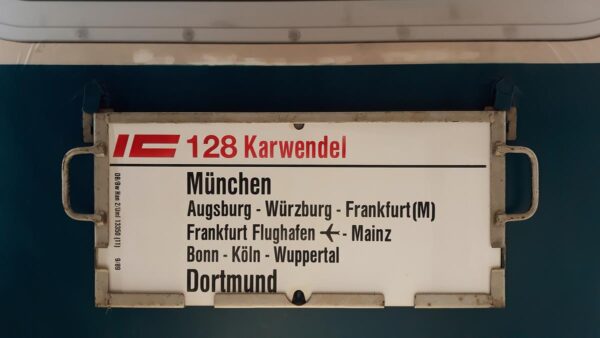 IC 128 Karwendel
München
Augsburg - Würzburg - Frankfurt(M)
Frankfurt Flughafen ✈ - Mainz
Bonn - Köln - Wuppertal
Dortmund